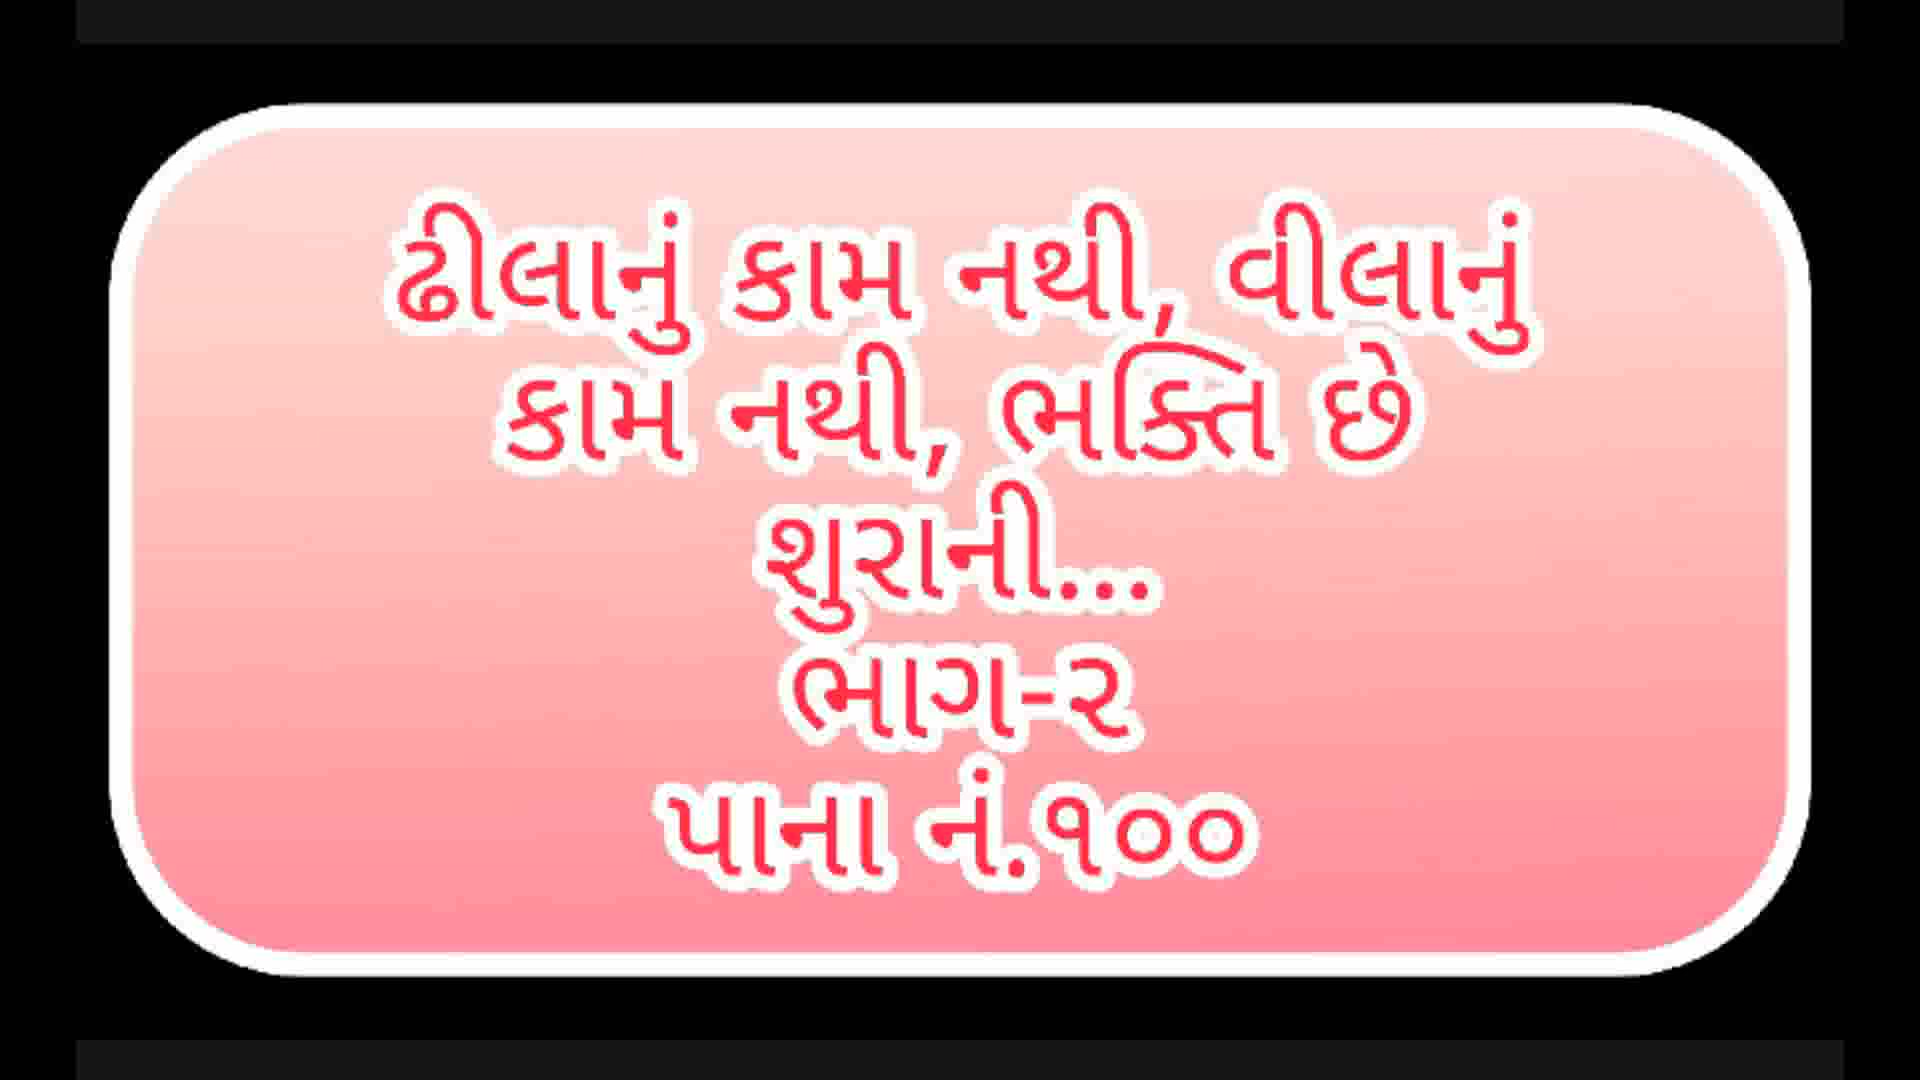 ઢીલાનું કામ નથી, વીલાનું
કામ નથી, ભક્તિ છે
શુરાની...
ભાગ-૨
પાના નં.૧૦૦